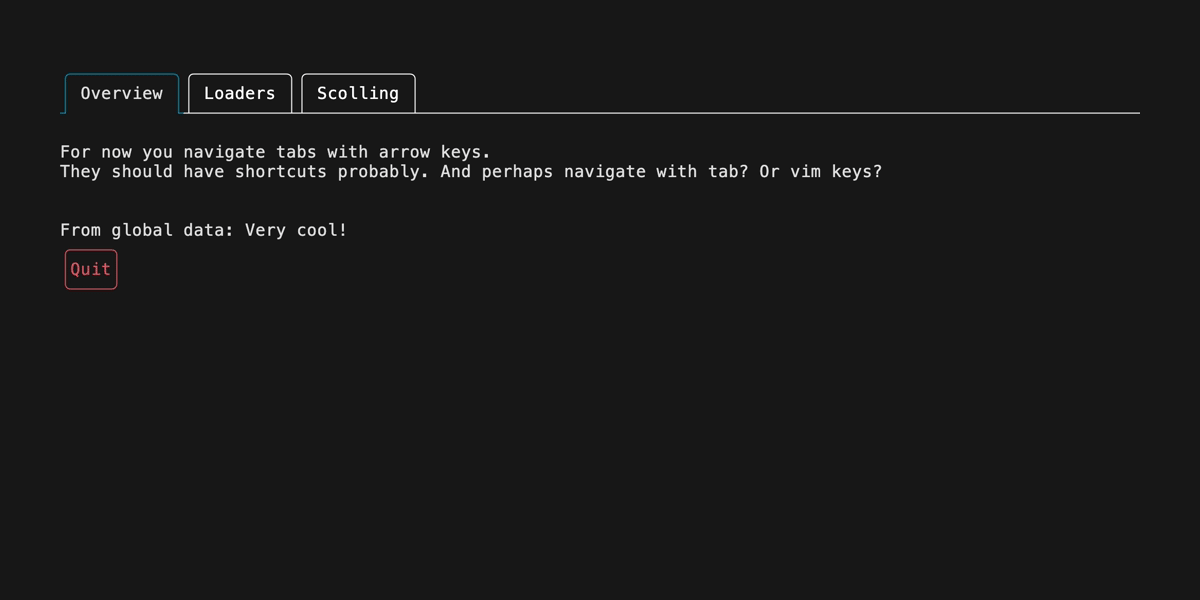 Overview Loaders Scolling
For now you navigate tabs with arrow keys.
They should have shortcuts probably. And perhaps navigate with tab? Or vim keys?
From global data: Very cool!
Quit